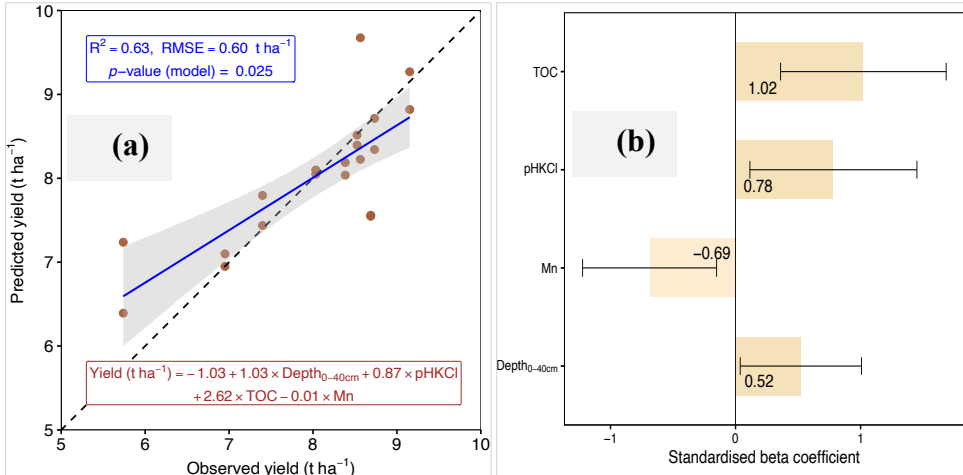 10
9
8
7
6
5
5 6 7 8 9 10
Predicted yield (t ha⁻¹)
Observed yield (t ha⁻¹)
R² = 0.63, RMSE = 0.60 t ha⁻¹
p-value (model) = 0.025
(a)
Yield (t ha⁻¹) = −1.03 + 1.03 × Depth₀₋₄₀cm + 0.87 × pHKCl
+ 2.62 × TOC − 0.01 × Mn
(b)
TOC
1.02
pHKCl
0.78
Mn
−0.69
Depth₀₋₄₀cm
0.52
−1 0 1
Standardised beta coefficient